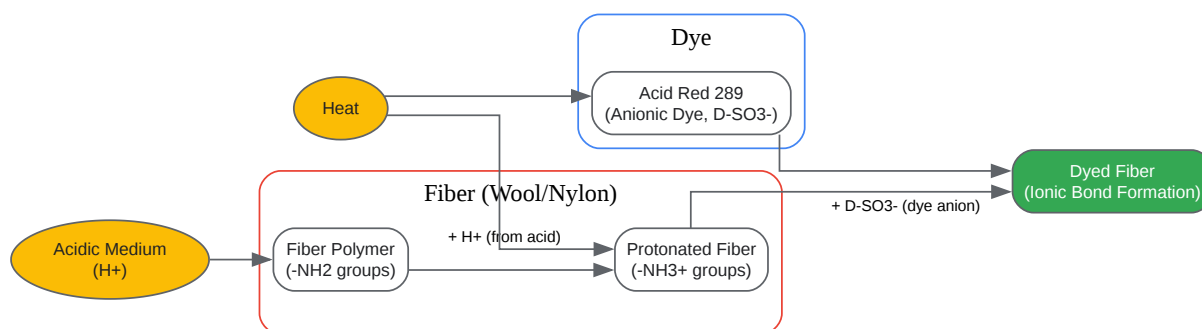 Dye
Heat
Acid Red 289
(Anionic Dye, D-SO3-)
Dyed Fiber
(Ionic Bond Formation)
Fiber (Wool/Nylon)
+ D-SO3- (dye anion)
+ H+ (from acid)
Acidic Medium
(H+)
Fiber Polymer
(-NH2 groups)
Protonated Fiber
(-NH3+ groups)